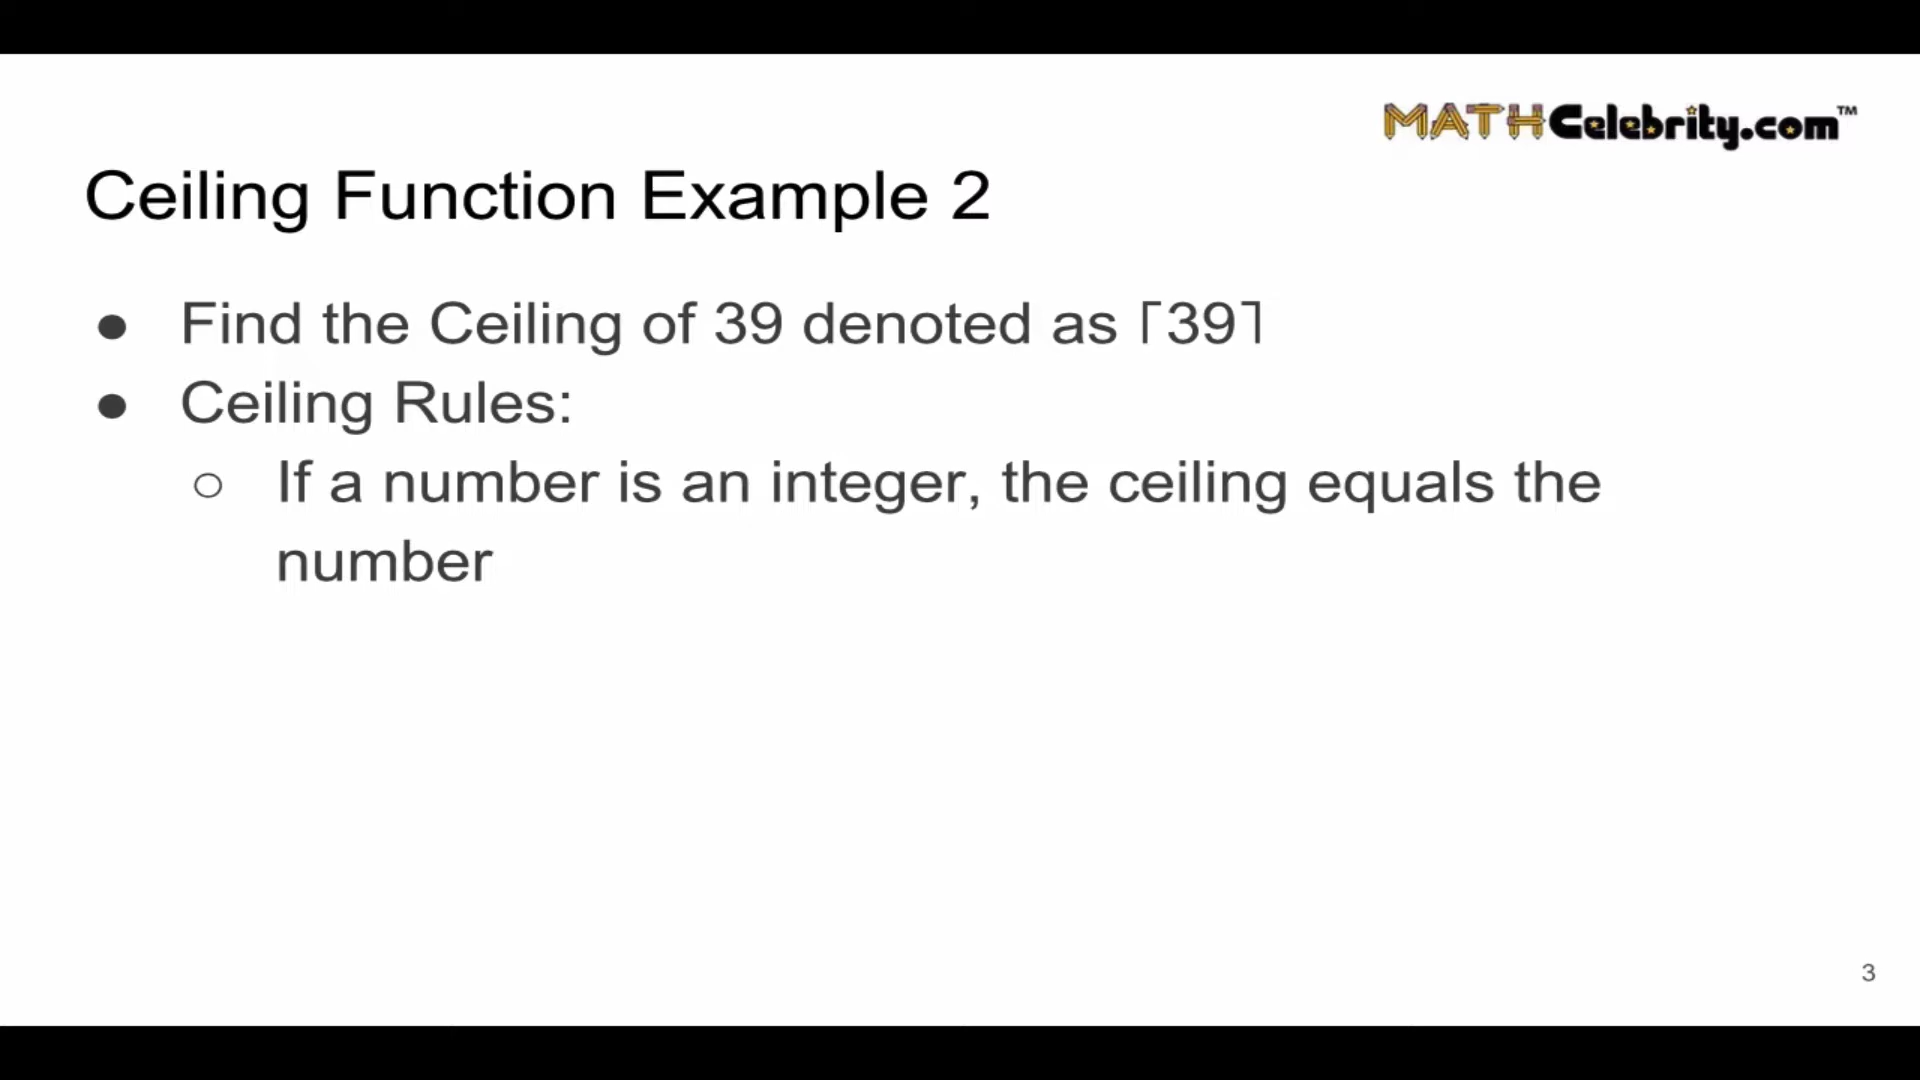 MATHCelebrity.com™
Ceiling Function Example 2
● Find the Ceiling of 39 denoted as ⌈39⌉
● Ceiling Rules:
○ If a number is an integer, the ceiling equals the
number
3